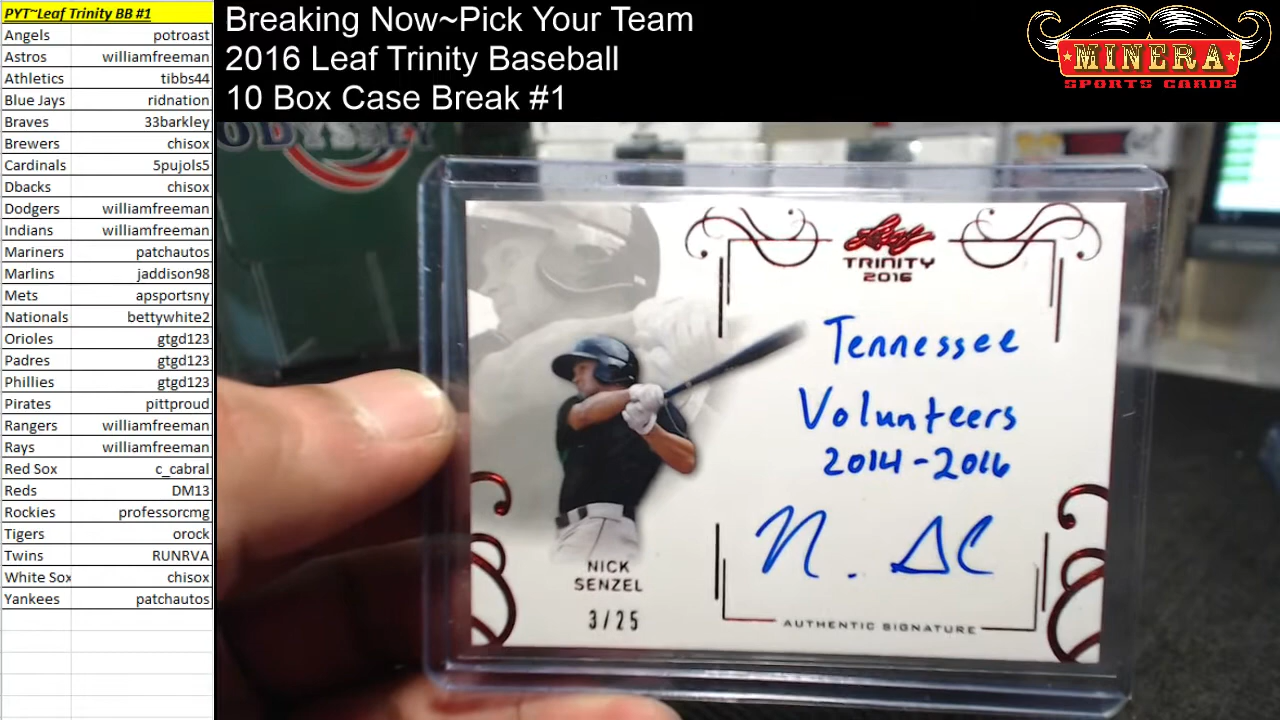 PYT~Leaf Trinity BB #1
Angels potroast
Astros williamfreeman
Athletics tibbs44
Blue Jays ridnation
Braves 33barkley
Brewers chisox
Cardinals 5pujols5
Dbacks chisox
Dodgers williamfreeman
Indians williamfreeman
Mariners patchautos
Marlins jaddison98
Mets apsportsny
Nationals bettywhite2
Orioles gtgd123
Padres gtgd123
Phillies gtgd123
Pirates pittproud
Rangers williamfreeman
Rays williamfreeman
Red Sox c_cabral
Reds DM13
Rockies professorcmg
Tigers orock
Twins RUNRVA
White Sox chisox
Yankees patchautos
Breaking Now~Pick Your Team
2016 Leaf Trinity Baseball
10 Box Case Break #1
MINERA
SPORTS CARDS
Leaf
TRINITY
2016
Tennessee
Volunteers
2014-2016
NICK
SENZEL
3/25
AUTHENTIC SIGNATURE